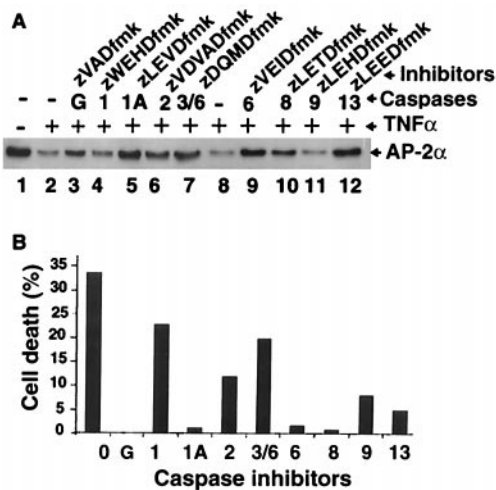 A
zVADfmk zWEHDfmk zLEVDfmk zVDVADfmk zDQMDfmk zVEIDfmk zLETDfmk zLEHDfmk zLEEDfmk
Inhibitors
- - G 1 1A 2 3/6 - 6 8 9 13 Caspases
- + + + + + + + + + + + TNFα
AP-2α
1 2 3 4 5 6 7 8 9 10 11 12
B
Cell death (%)
35
30
25
20
15
10
5
0
0 G 1 1A 2 3/6 6 8 9 13
Caspase inhibitors